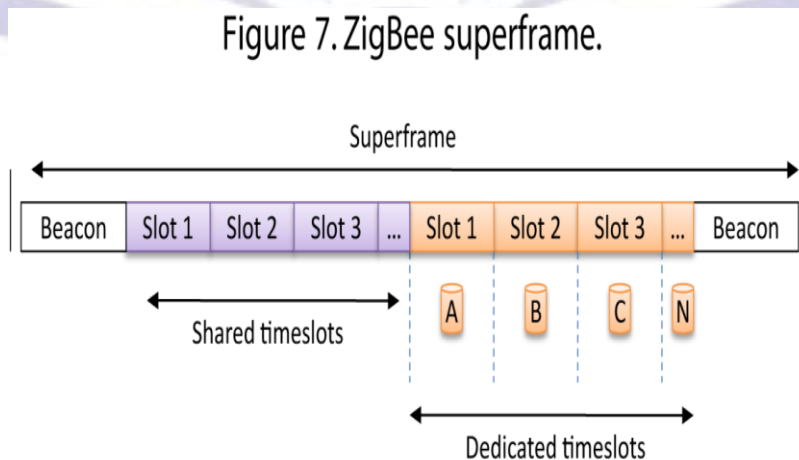 Figure 7. ZigBee superframe.
Superframe
Beacon Slot 1 Slot 2 Slot 3 ... Slot 1 Slot 2 Slot 3 ... Beacon
A B C N
Shared timeslots
Dedicated timeslots